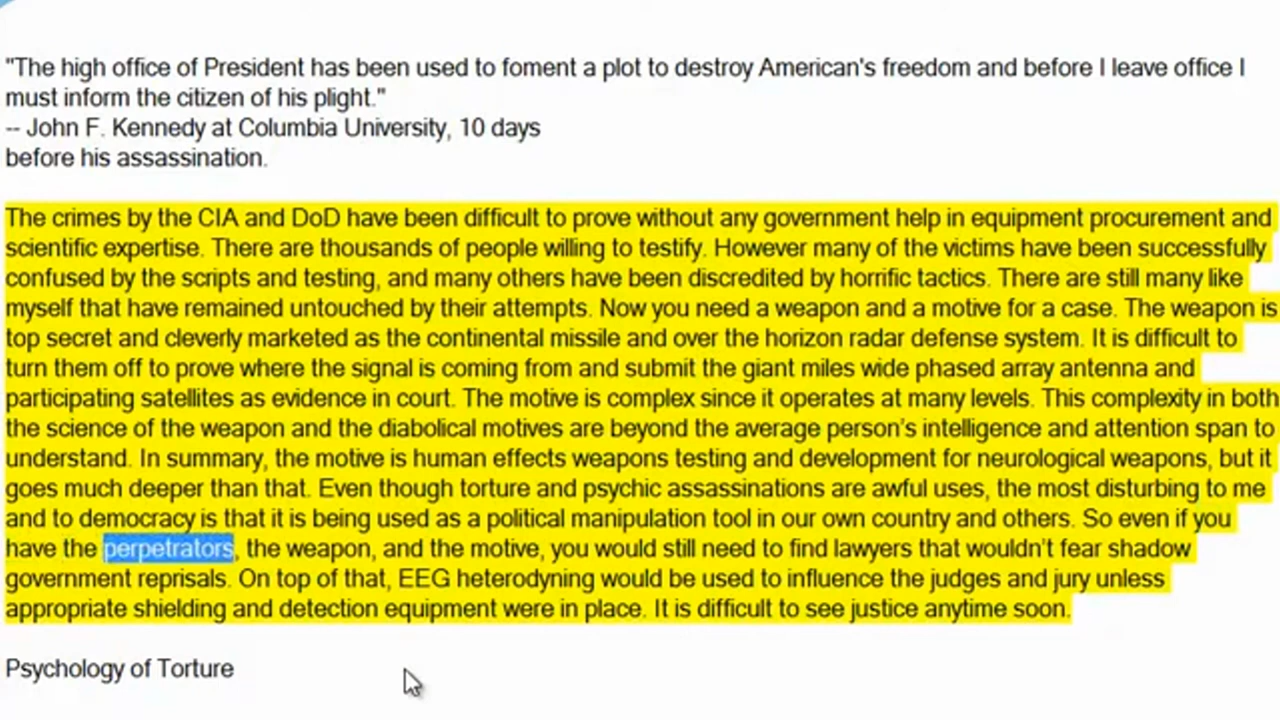 "The high office of President has been used to foment a plot to destroy American's freedom and before I leave office I
must inform the citizen of his plight."
-- John F. Kennedy at Columbia University, 10 days
before his assassination.
The crimes by the CIA and DoD have been difficult to prove without any government help in equipment procurement and
scientific expertise. There are thousands of people willing to testify. However many of the victims have been successfully
confused by the scripts and testing, and many others have been discredited by horrific tactics. There are still many like
myself that have remained untouched by their attempts. Now you need a weapon and a motive for a case. The weapon is
top secret and cleverly marketed as the continental missile and over the horizon radar defense system. It is difficult to
turn them off to prove where the signal is coming from and submit the giant miles wide phased array antenna and
participating satellites as evidence in court. The motive is complex since it operates at many levels. This complexity in both
the science of the weapon and the diabolical motives are beyond the average person's intelligence and attention span to
understand. In summary, the motive is human effects weapons testing and development for neurological weapons, but it
goes much deeper than that. Even though torture and psychic assassinations are awful uses, the most disturbing to me
and to democracy is that it is being used as a political manipulation tool in our own country and others. So even if you
have the perpetrators, the weapon, and the motive, you would still need to find lawyers that wouldn't fear shadow
government reprisals. On top of that, EEG heterodyning would be used to influence the judges and jury unless
appropriate shielding and detection equipment were in place. It is difficult to see justice anytime soon.
Psychology of Torture